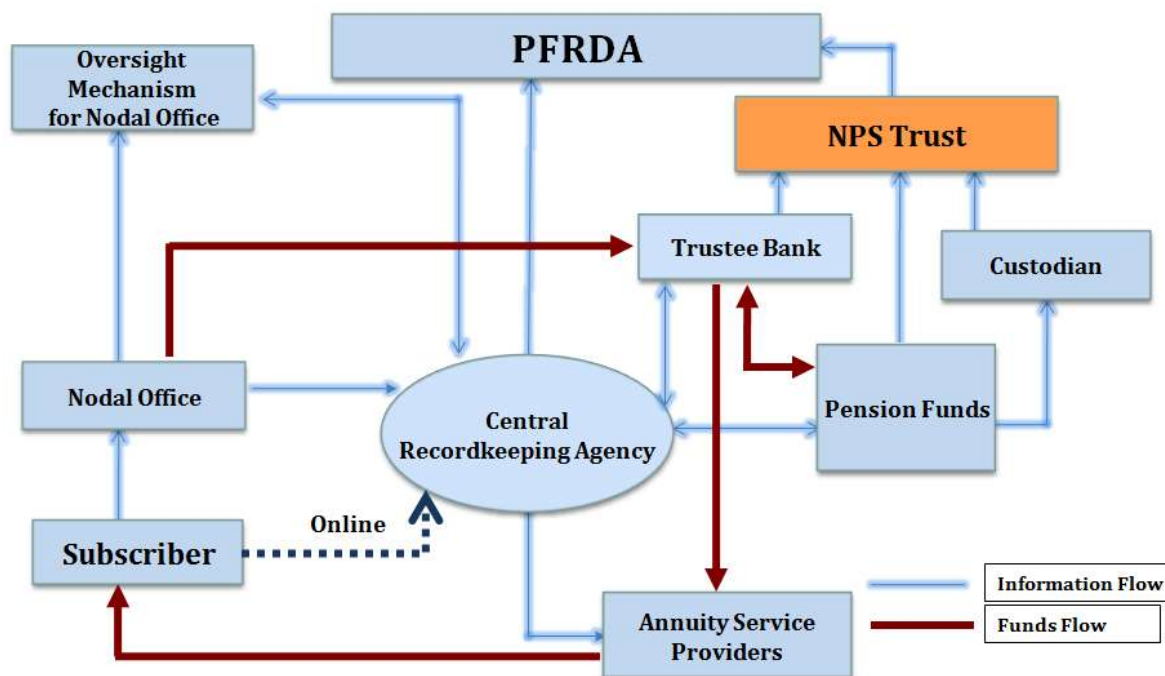 PFRDA
Oversight
Mechanism
for Nodal Office
NPS Trust
Trustee Bank
Custodian
Nodal Office
Central
Recordkeeping Agency
Pension Funds
Online
Subscriber
Information Flow
Annuity Service
Providers
Funds Flow